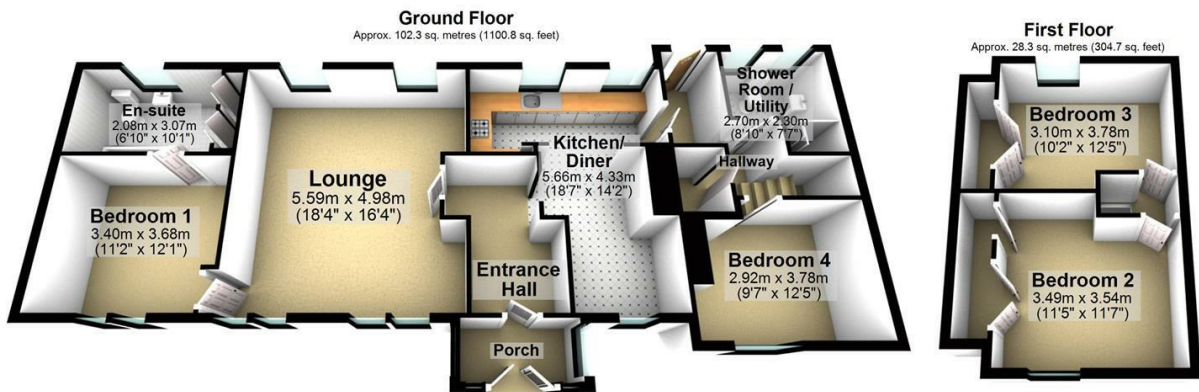 Ground Floor
Approx. 102.3 sq. metres (1100.8 sq. feet)
En-suite
2.08m x 3.07m
(6'10" x 10'1")
Bedroom 1
3.40m x 3.68m
(11'2" x 12'1")
Lounge
5.59m x 4.98m
(18'4" x 16'4")
Kitchen/
Diner
5.66m x 4.33m
(18'7" x 14'2")
Entrance
Hall
Porch
Shower
Room /
Utility
2.70m x 2.30m
(8'10" x 7'7")
Hallway
Bedroom 4
2.92m x 3.78m
(9'7" x 12'5")
First Floor
Approx. 28.3 sq. metres (304.7 sq. feet)
Bedroom 3
3.10m x 3.78m
(10'2" x 12'5")
Bedroom 2
3.49m x 3.54m
(11'5" x 11'7")